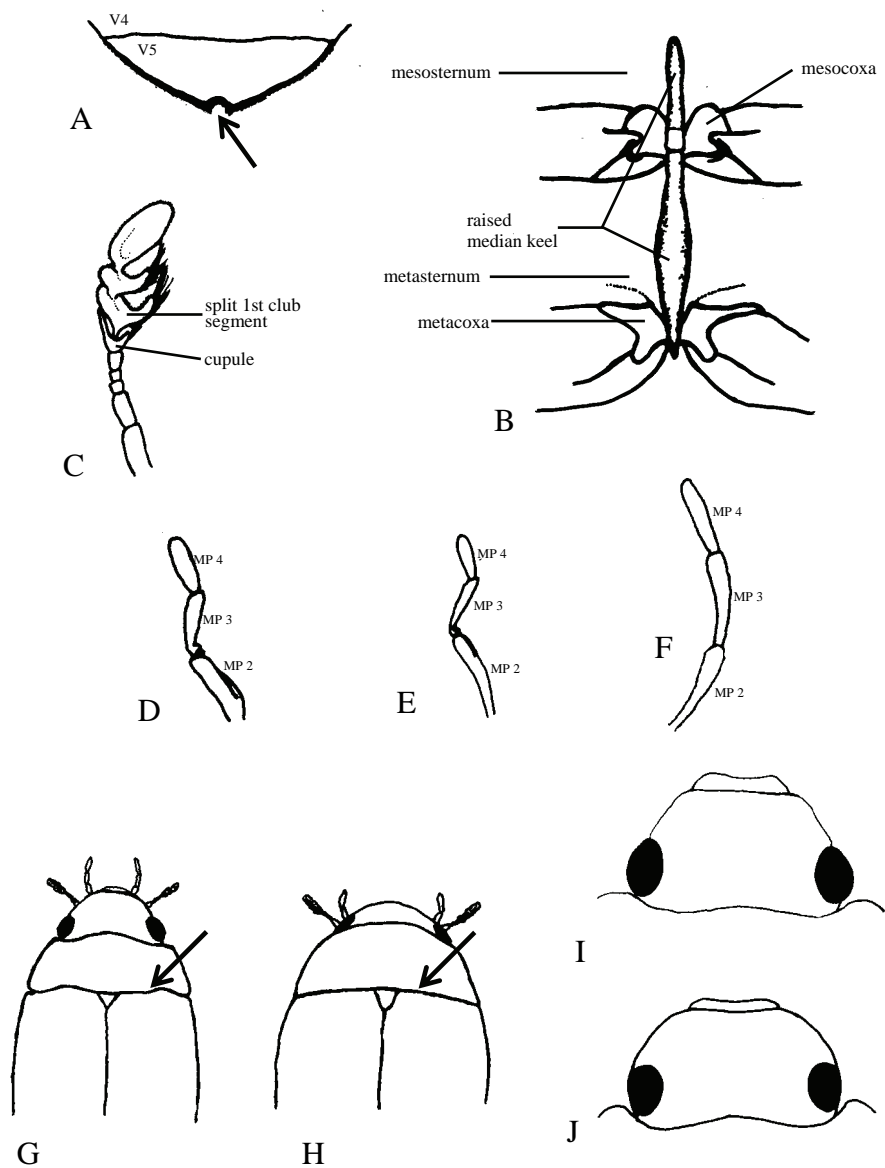 V4
V5
A
mesosternum
mesocoxa
raised
median keel
metasternum
metacoxa
B
split 1st club
segment
cupule
C
MP 4
MP 3
MP 2
D
MP 4
MP 3
MP 2
E
MP 4
MP 3
MP 2
F
G
H
I
J